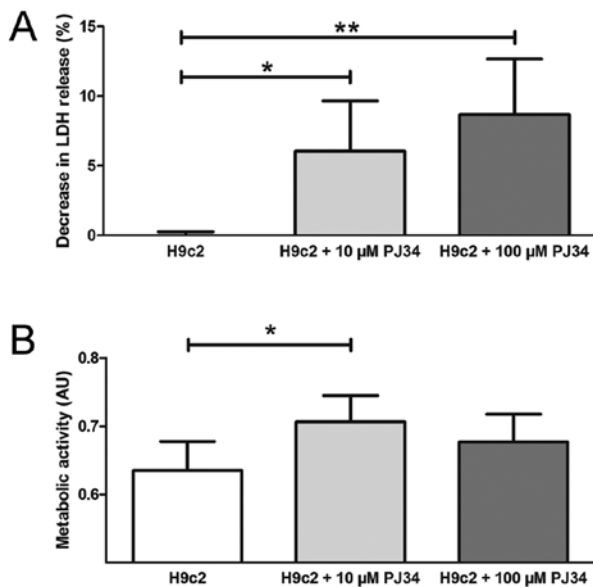 A
Decrease in LDH release (%)
15
10
5
0
**
*
H9c2
H9c2 + 10 µM PJ34
H9c2 + 100 µM PJ34
B
Metabolic activity (AU)
0.8
0.7
0.6
*
H9c2
H9c2 + 10 µM PJ34
H9c2 + 100 µM PJ34